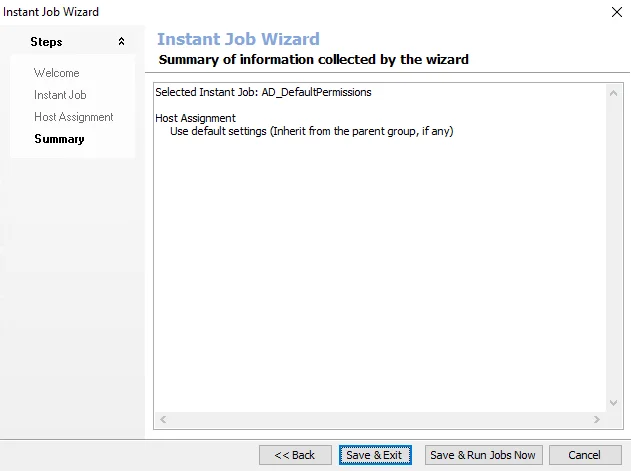 Instant Job Wizard
Steps
Welcome
Instant Job
Host Assignment
Summary
Instant Job Wizard
Summary of information collected by the wizard
Selected Instant Job: AD_DefaultPermissions
Host Assignment
Use default settings (Inherit from the parent group, if any)
<< Back
Save & Exit
Save & Run Jobs Now
Cancel